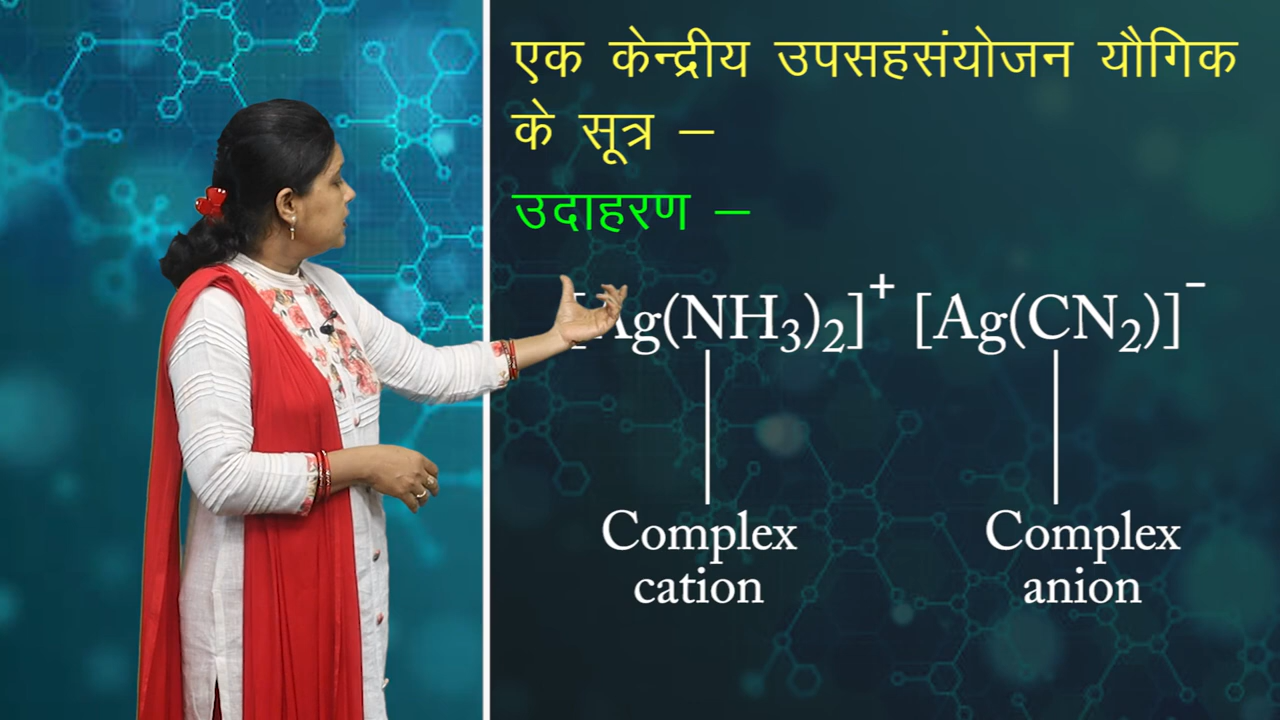 एक केन्द्रीय उपसहसंयोजन यौगिक
के सूत्र –
उदाहरण –
[Ag(NH₃)₂]⁺ [Ag(CN₂)]⁻
Complex Complex
cation anion